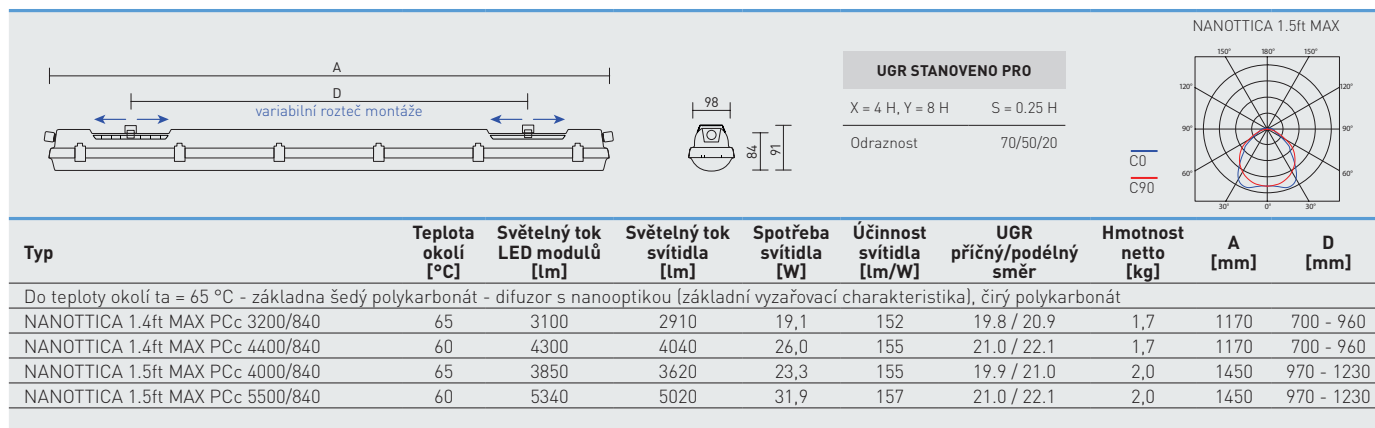 NANOTTICA 1.5ft MAX
A
D
variabilní rozteč montáže
98
84
91
UGR STANOVENO PRO
X = 4 H, Y = 8 H S = 0.25 H
Odraznost 70/50/20
C0
C90
150° 180° 150°
120° 120°
90° 90°
60° 60°
30° 0° 30°
Typ Teplota okolí [°C] Světelný tok LED modulů [lm] Světelný tok svítidla [lm] Spotřeba svítidla [W] Účinnost svítidla [lm/W] UGR příčný/podélný směr Hmotnost netto [kg] A [mm] D [mm]
Do teploty okolí ta = 65 °C - základna šedý polykarbonát - difuzor s nanooptikou (základní vyzařovací charakteristika), čirý polykarbonát
NANOTTICA 1.4ft MAX PCc 3200/840 65 3100 2910 19,1 152 19.8 / 20.9 1,7 1170 700 - 960
NANOTTICA 1.4ft MAX PCc 4400/840 60 4300 4040 26,0 155 21.0 / 22.1 1,7 1170 700 - 960
NANOTTICA 1.5ft MAX PCc 4000/840 65 3850 3620 23,3 155 19.9 / 21.0 2,0 1450 970 - 1230
NANOTTICA 1.5ft MAX PCc 5500/840 60 5340 5020 31,9 157 21.0 / 22.1 2,0 1450 970 - 1230